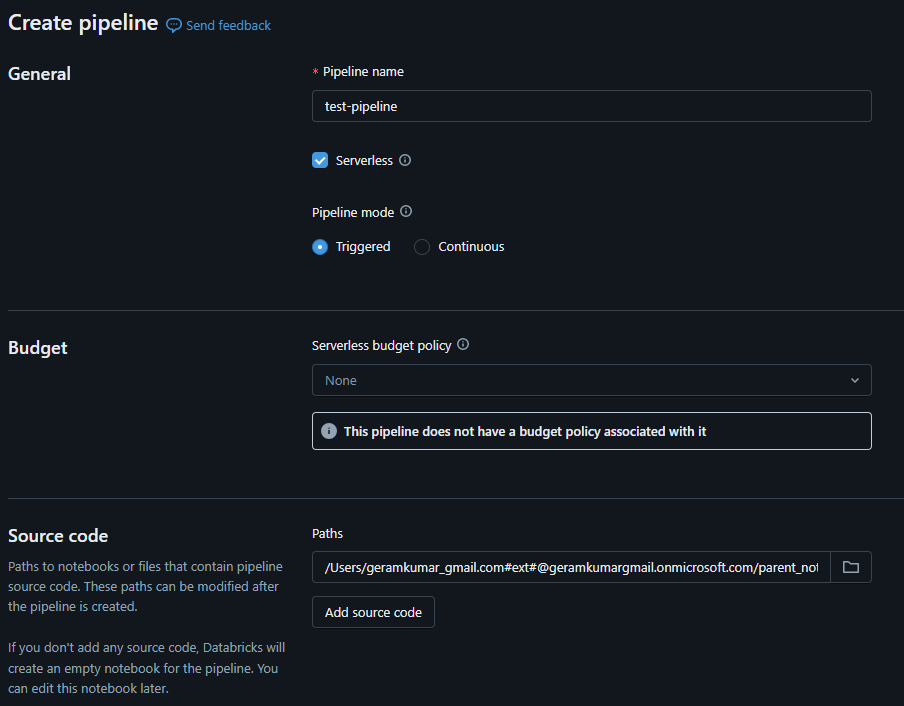 Create pipeline Send feedback
General
* Pipeline name
test-pipeline
Serverless
Pipeline mode
Triggered Continuous
Budget
Serverless budget policy
None
This pipeline does not have a budget policy associated with it
Source code
Paths
Paths to notebooks or files that contain pipeline
source code. These paths can be modified after
the pipeline is created.
If you don't add any source code, Databricks will
create an empty notebook for the pipeline. You
can edit this notebook later.
/Users/geramkumar_gmail.com#ext#@geramkumargmail.onmicrosoft.com/parent_not
Add source code